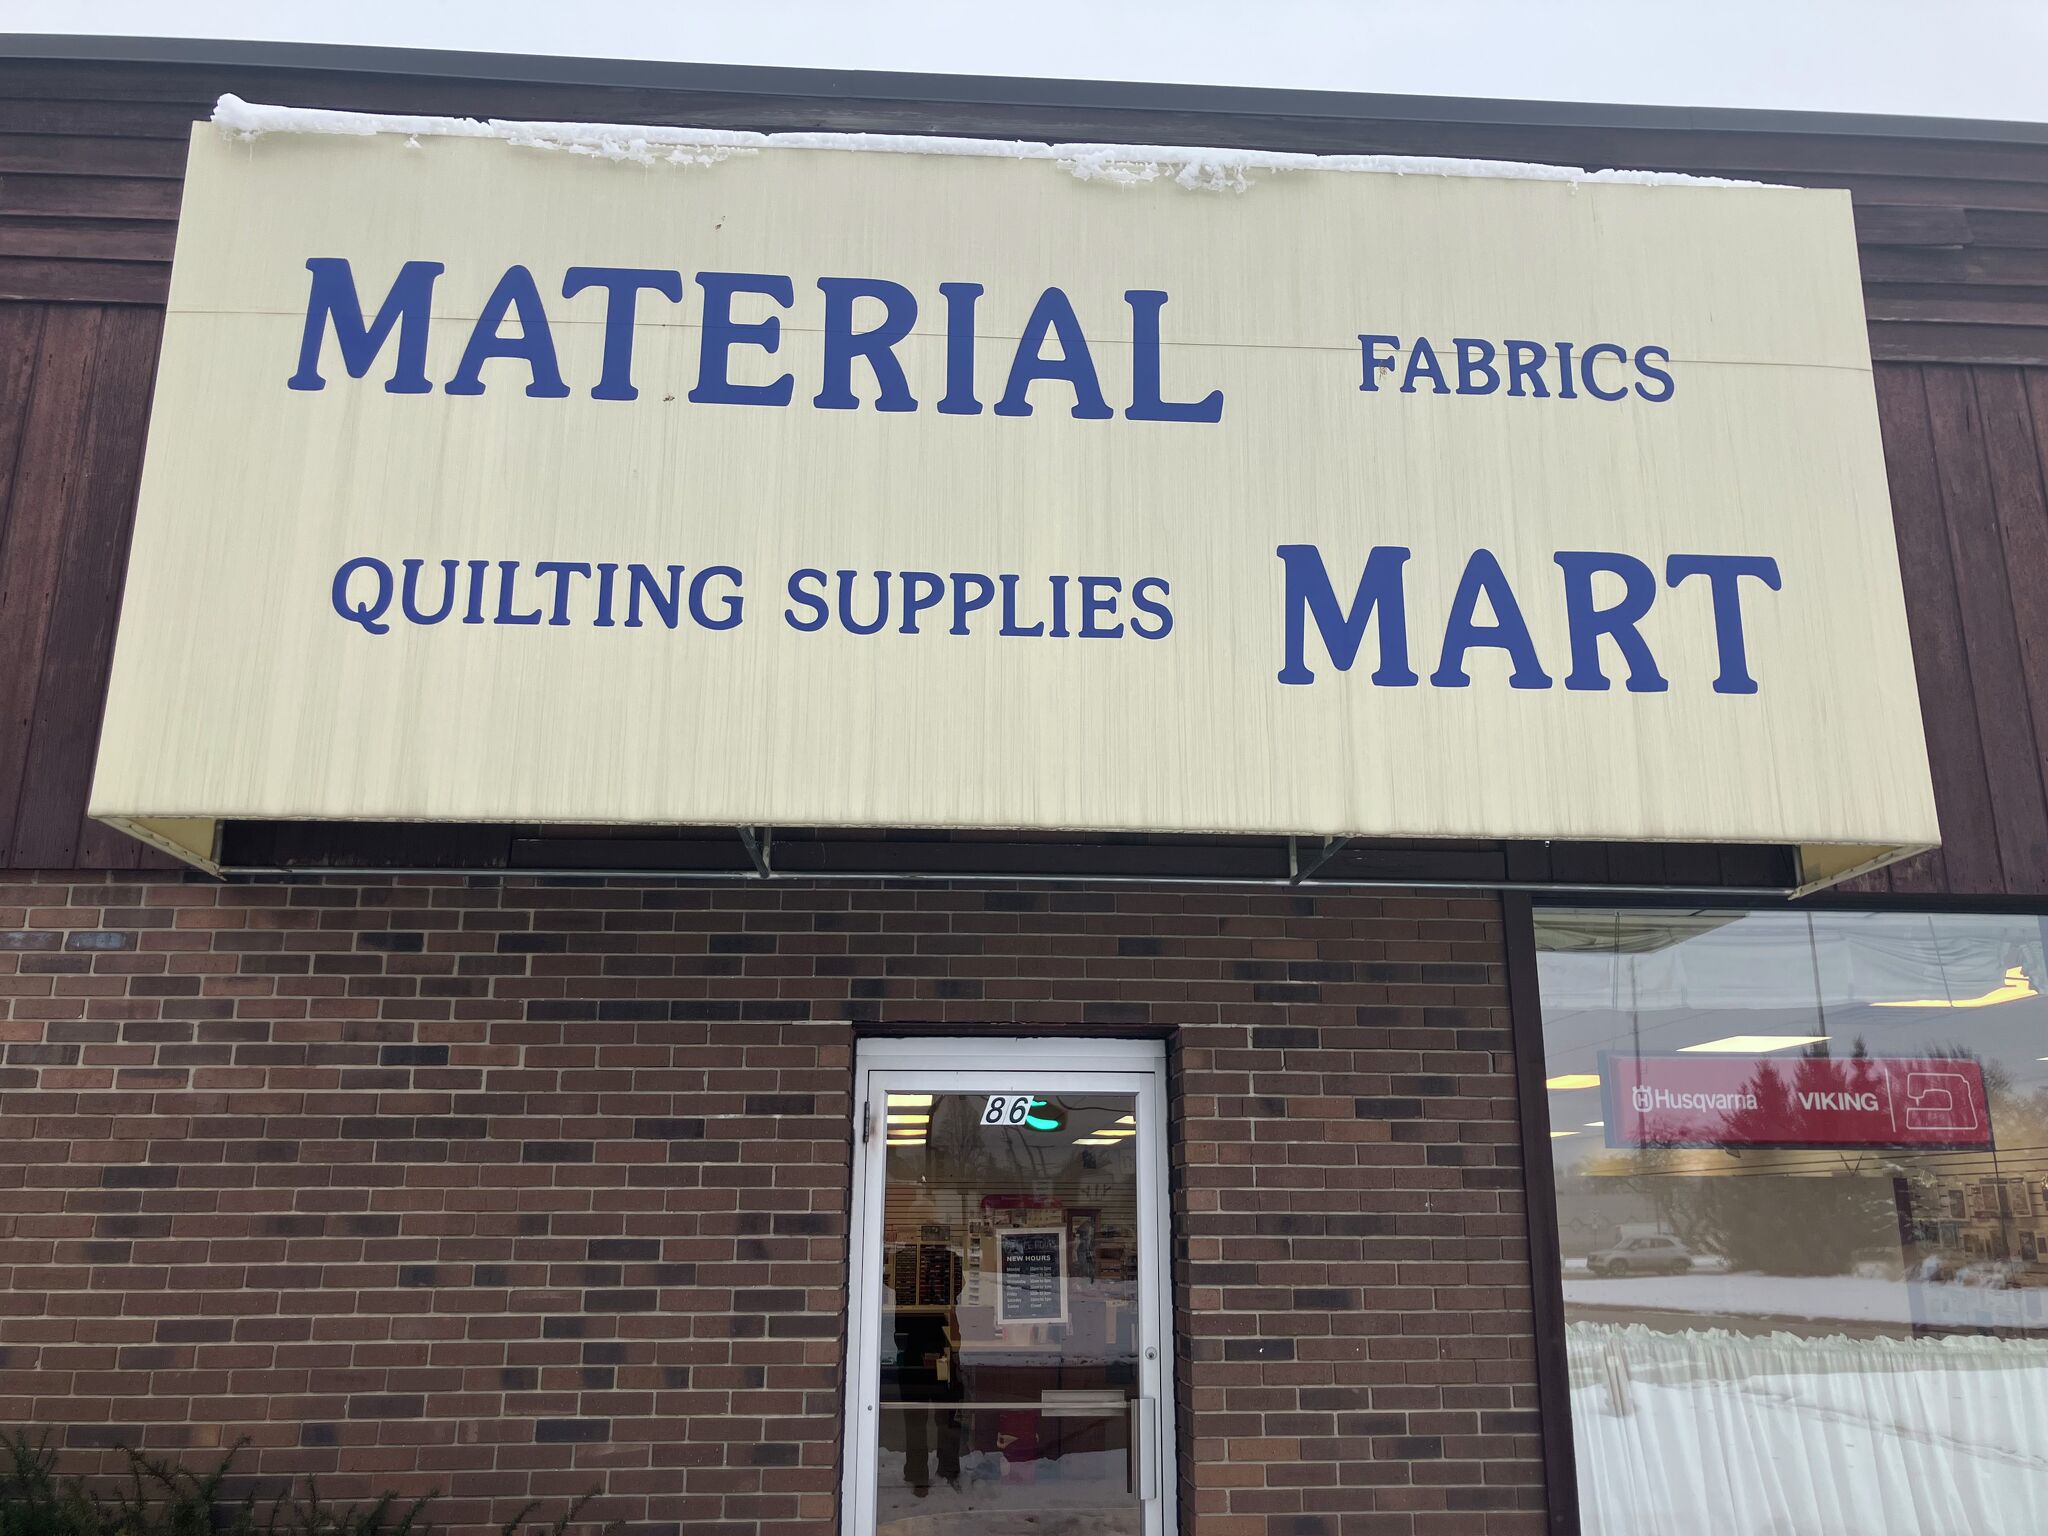 MATERIAL FABRICS
QUILTING SUPPLIES MART
86
Husqvarna VIKING
NEW HOURS